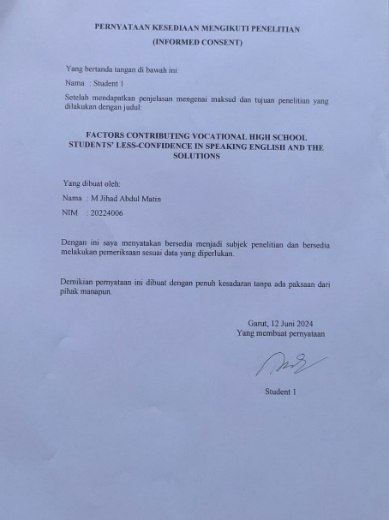 PERNYATAAN KESEDIAAN MENGIKUTI PENELITIAN
(INFORMED CONSENT)
Yang bertanda tangan di bawah ini:
Nama : Student 1
Setelah mendapatkan penjelasan mengenai maksud dan tujuan penelitian yang
dilakukan dengan judul:
FACTORS CONTRIBUTING VOCATIONAL HIGH SCHOOL
STUDENTS' LESS-CONFIDENCE IN SPEAKING ENGLISH AND THE
SOLUTIONS
Yang dibuat oleh:
Nama : M Jihad Abdul Matin
NIM : 20224006
Dengan ini saya menyatakan bersedia menjadi subjek penelitian dan bersedia
melakukan pemeriksaan sesuai data yang diperlukan.
Demikian pernyataan ini dibuat dengan penuh kesadaran tanpa ada paksaan dari
pihak manapun.
Garut, 12 Juni 2024
Yang membuat pernyataan
Student 1